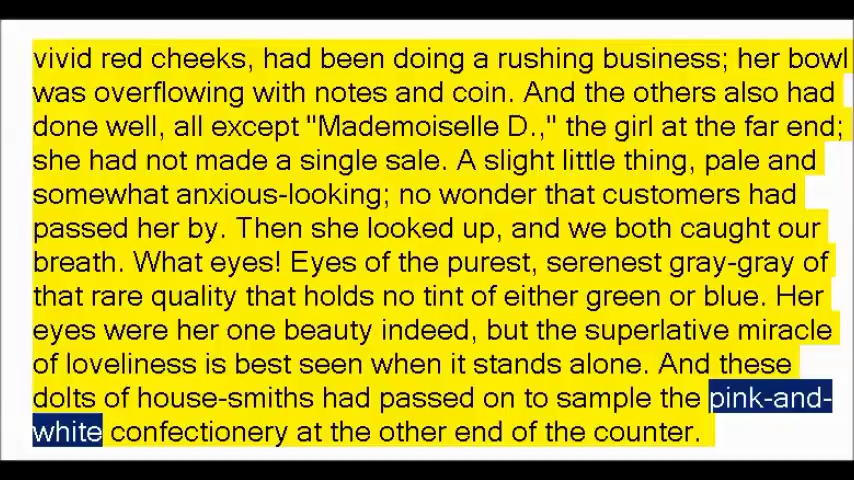 vivid red cheeks, had been doing a rushing business; her bowl
was overflowing with notes and coin. And the others also had
done well, all except "Mademoiselle D.," the girl at the far end;
she had not made a single sale. A slight little thing, pale and
somewhat anxious-looking; no wonder that customers had
passed her by. Then she looked up, and we both caught our
breath. What eyes! Eyes of the purest, serenest gray-gray of
that rare quality that holds no tint of either green or blue. Her
eyes were her one beauty indeed, but the superlative miracle
of loveliness is best seen when it stands alone. And these
dolts of house-smiths had passed on to sample the pink-and-
white confectionery at the other end of the counter.